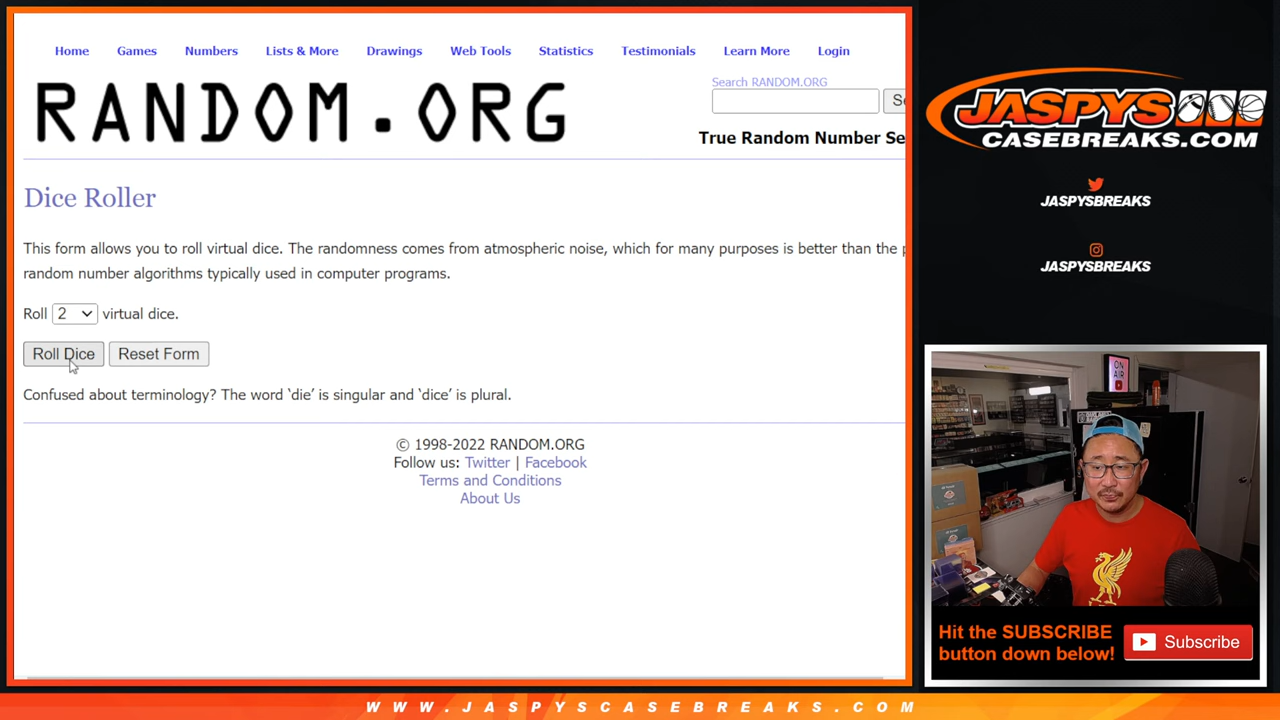 Home Games Numbers Lists & More Drawings Web Tools Statistics Testimonials Learn More Login
RANDOM.ORG
Search RANDOM.ORG
True Random Number Se
Dice Roller
This form allows you to roll virtual dice. The randomness comes from atmospheric noise, which for many purposes is better than the p
random number algorithms typically used in computer programs.
Roll 2 virtual dice.
Roll Dice Reset Form
Confused about terminology? The word ‘die’ is singular and ‘dice’ is plural.
© 1998-2022 RANDOM.ORG
Follow us: Twitter | Facebook
Terms and Conditions
About Us
JASPYS
CASEBREAKS.COM
JASPYSBREAKS
JASPYSBREAKS
ON
AIR
Hit the SUBSCRIBE
button down below!
Subscribe
WWW.JASPYSCASEBREAKS.COM